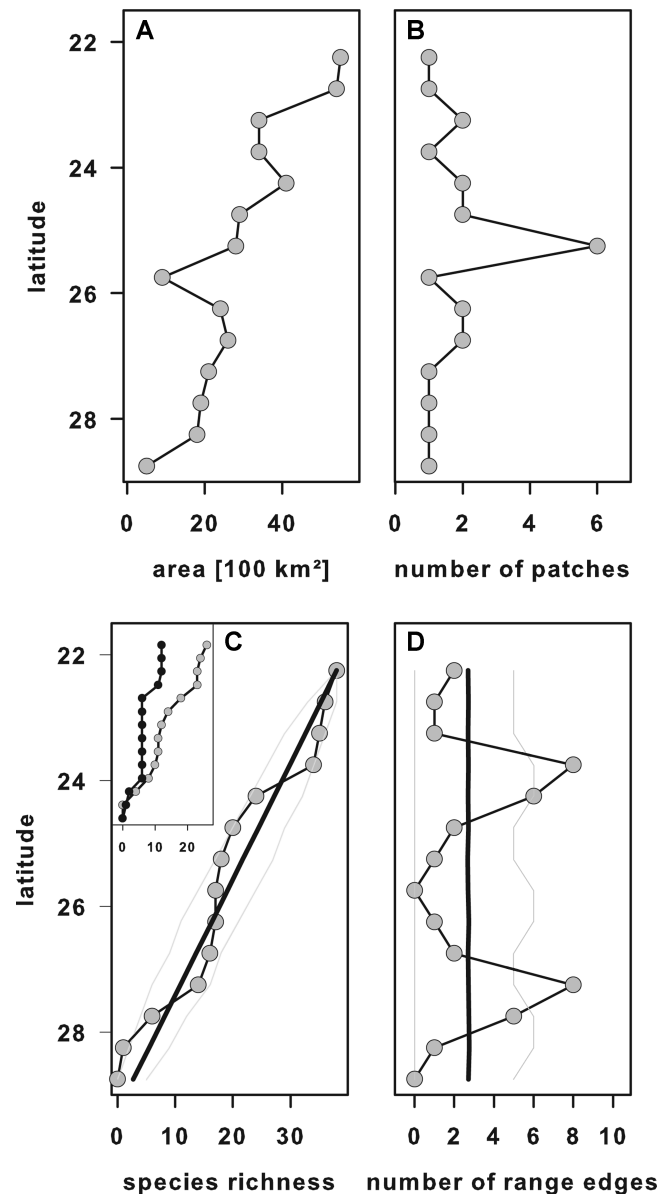 A
B
22
24
26
28
latitude
0 20 40
0 2 4 6
area [100 km²]
number of patches
C
D
22
24
26
28
latitude
0 10 20
0 10 20 30
0 2 4 6 8 10
species richness
number of range edges